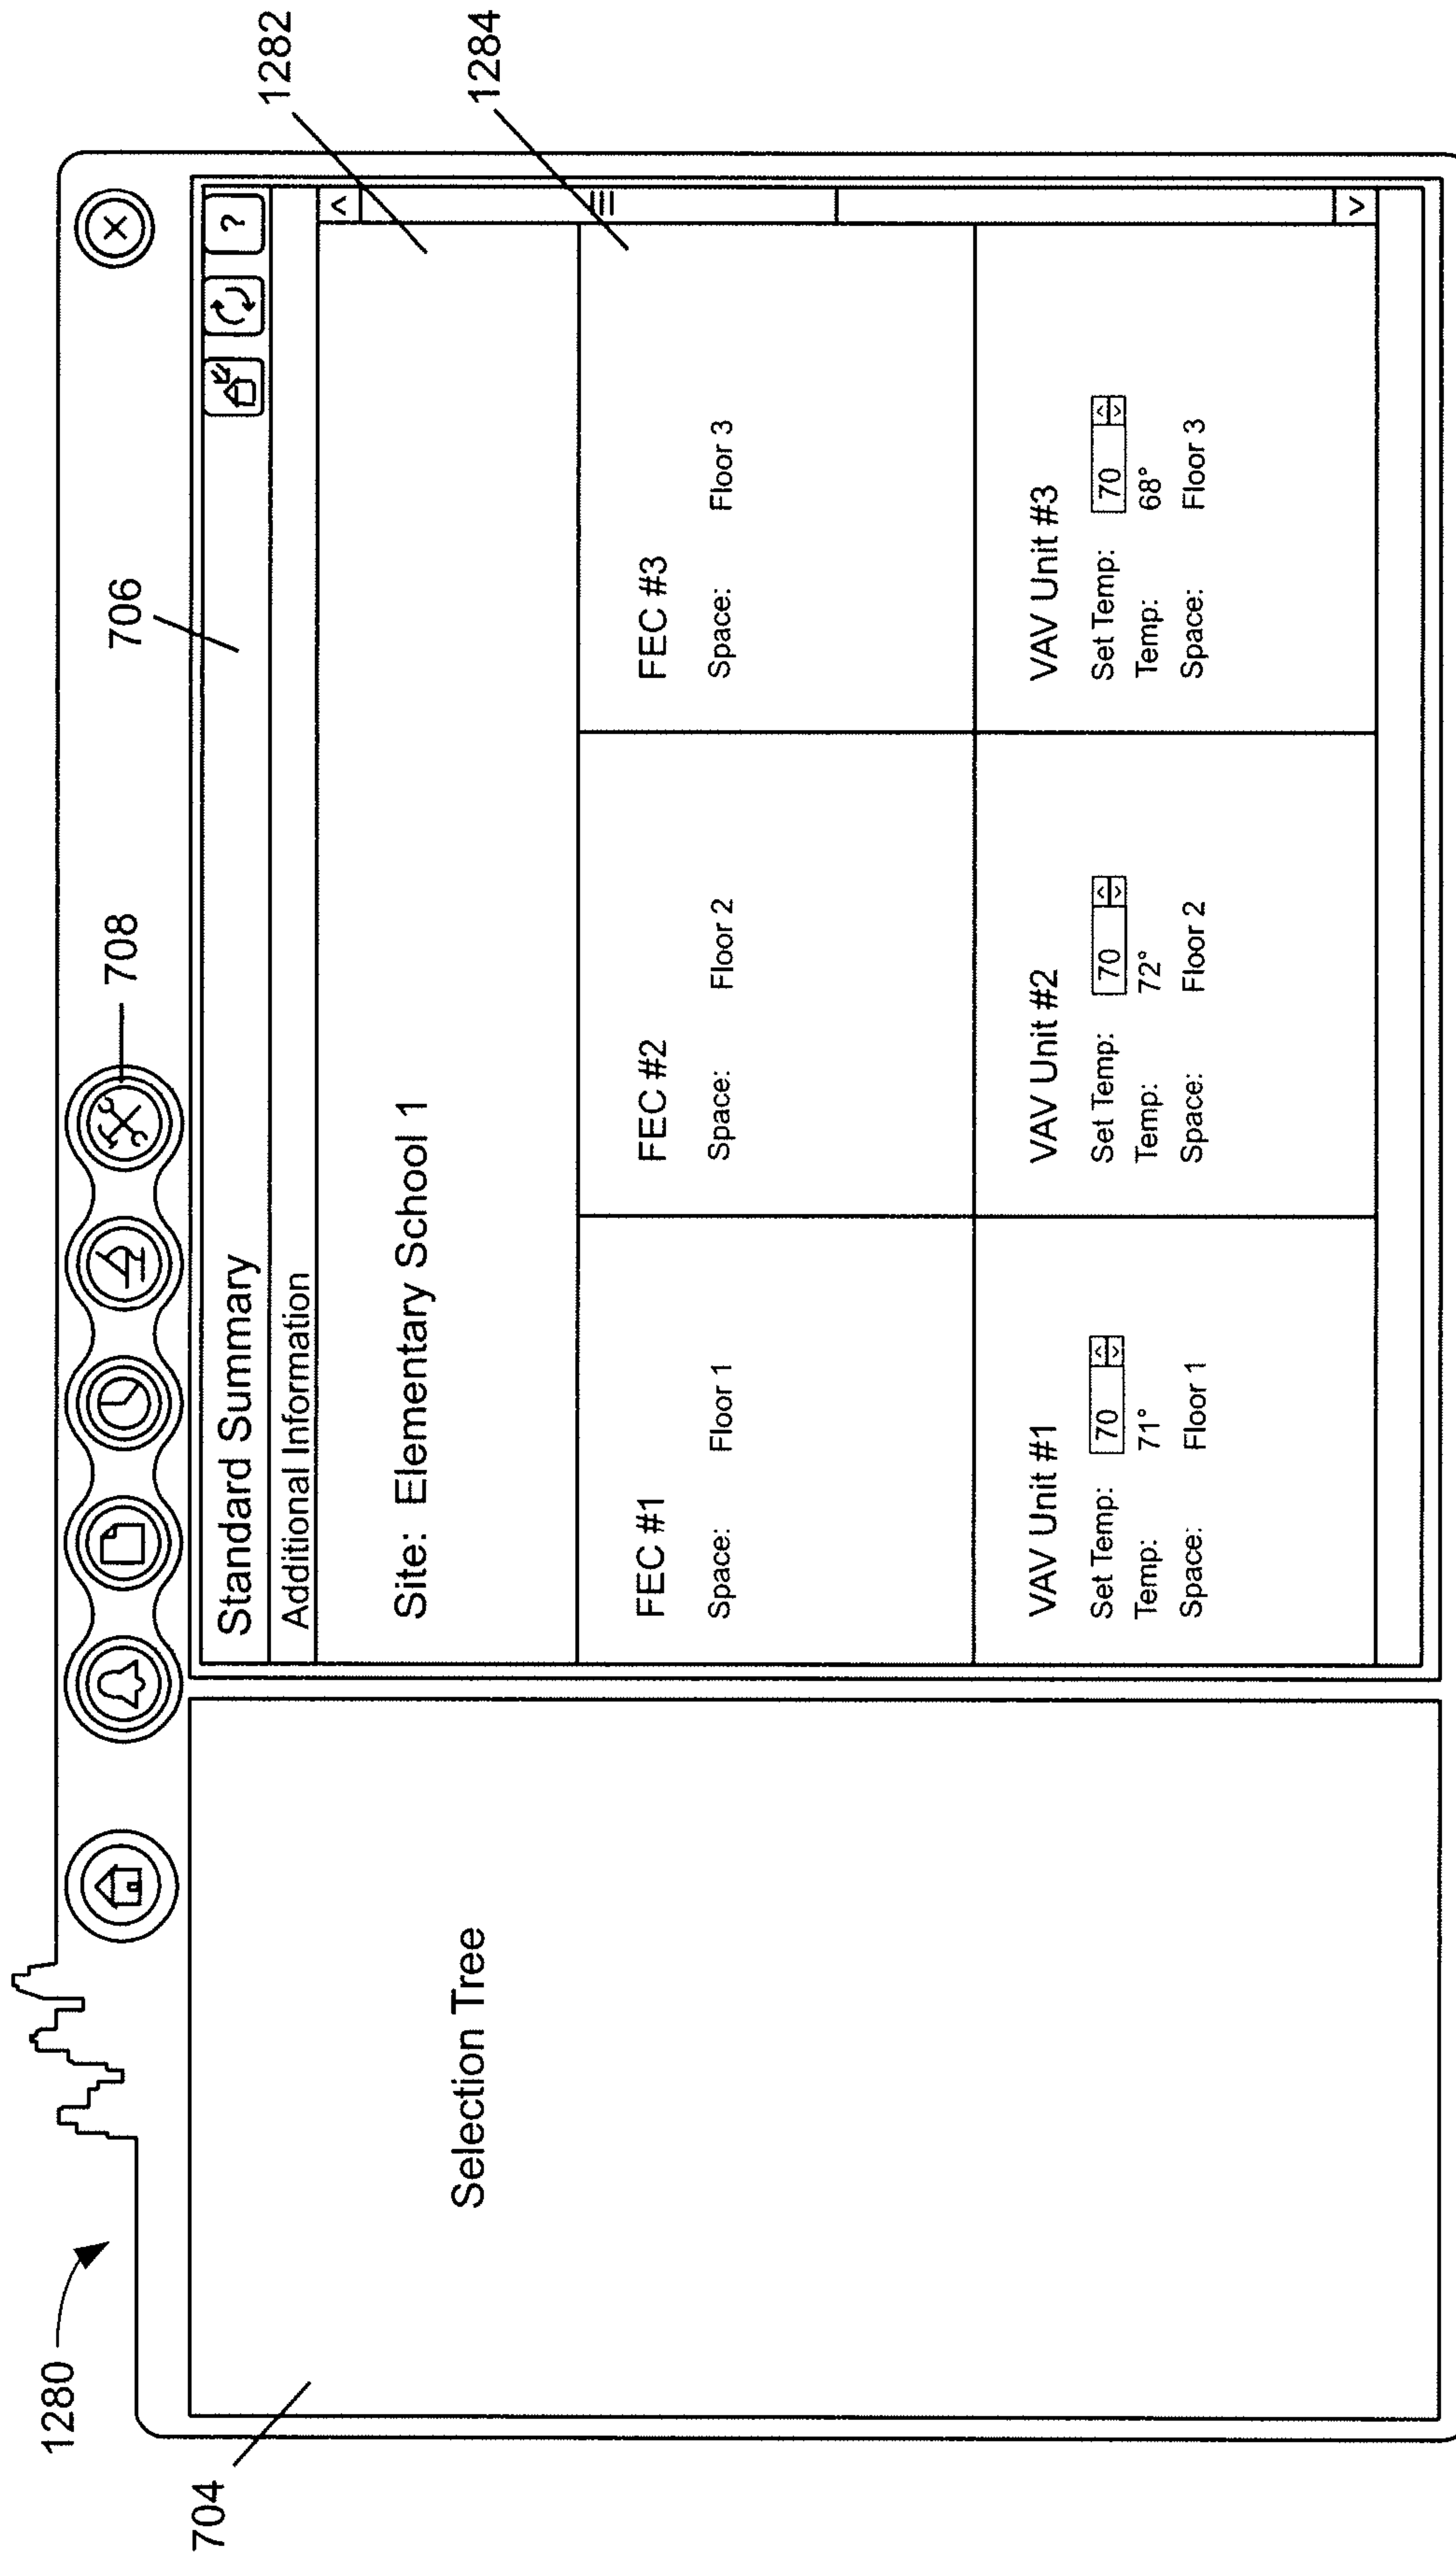 1280
704
706
708
1282
1284
Selection Tree
Standard Summary
?
Additional Information
Site: Elementary School 1
FEC #1
Space: Floor 1
FEC #2
Space: Floor 2
FEC #3
Space: Floor 3
VAV Unit #1
Set Temp: 70
Temp: 71°
Space: Floor 1
VAV Unit #2
Set Temp: 70
Temp: 72°
Space: Floor 2
VAV Unit #3
Set Temp: 70
Temp: 68°
Space: Floor 3